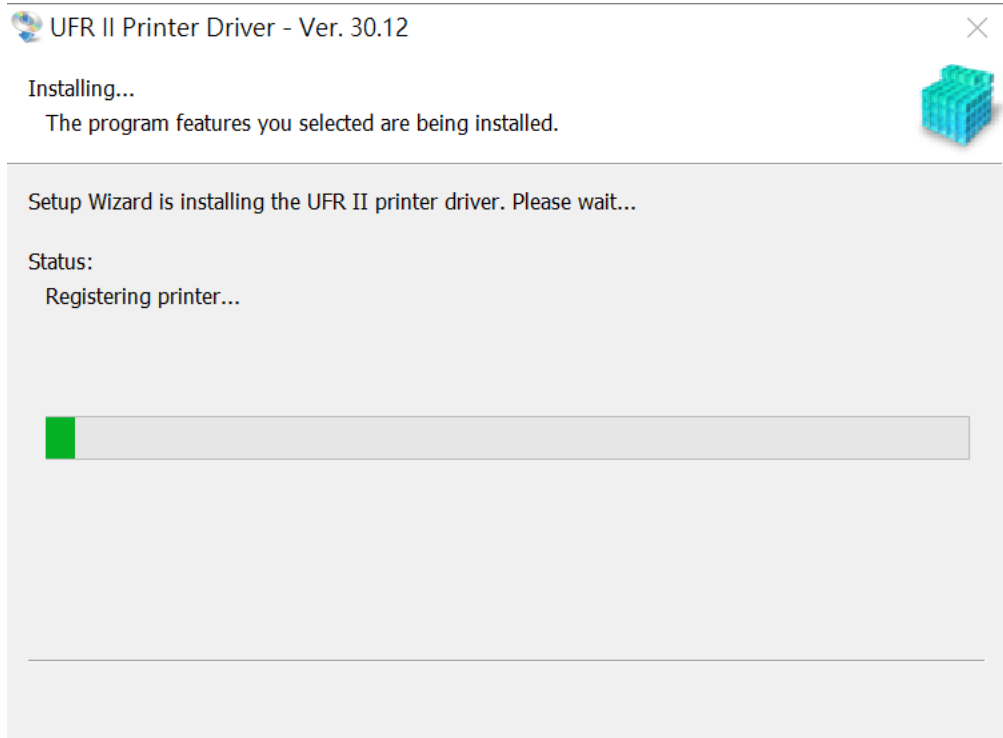 UFR II Printer Driver - Ver. 30.12
Installing...
The program features you selected are being installed.
Setup Wizard is installing the UFR II printer driver. Please wait...
Status:
Registering printer...